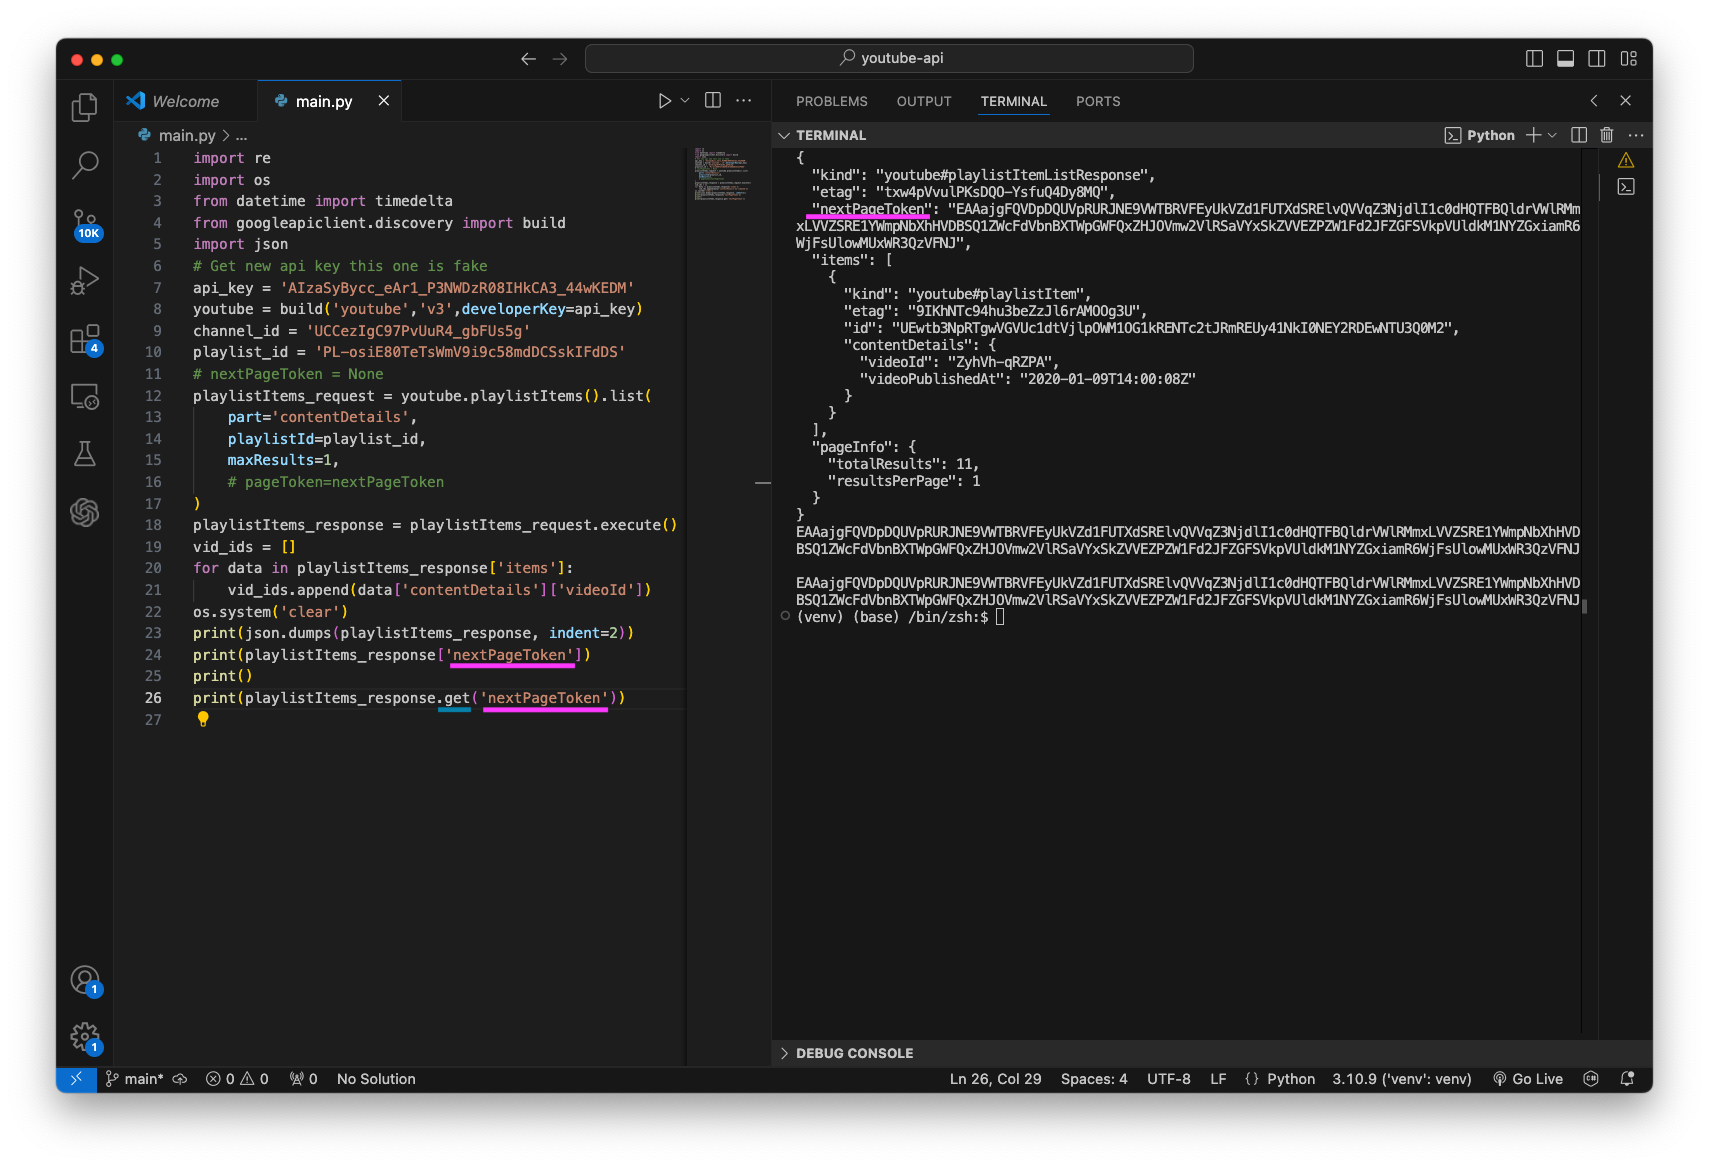 youtube-api
Welcome
main.py
PROBLEMS OUTPUT TERMINAL PORTS
main.py > ...
TERMINAL
Python
1 import re
2 import os
3 from datetime import timedelta
4 from googleapiclient.discovery import build
5 import json
6 # Get new api key this one is fake
7 api_key = 'AIzaSyBycc_eAr1_P3NWDzR08IHkCA3_44wKEDM'
8 youtube = build('youtube','v3',developerKey=api_key)
9 channel_id = 'UCCezIgC97PvUuR4_gbFUs5g'
10 playlist_id = 'PL-osiE80TeTsWmV9i9c58mdDCSskIFdDS'
11 # nextPageToken = None
12 playlistItems_request = youtube.playlistItems().list(
13 part='contentDetails',
14 playlistId=playlist_id,
15 maxResults=1,
16 # pageToken=nextPageToken
17 )
18 playlistItems_response = playlistItems_request.execute()
19 vid_ids = []
20 for data in playlistItems_response['items']:
21 vid_ids.append(data['contentDetails']['videoId'])
22 os.system('clear')
23 print(json.dumps(playlistItems_response, indent=2))
24 print(playlistItems_response['nextPageToken'])
25 print()
26 print(playlistItems_response.get('nextPageToken'))
27
10K
4
1
1
{
"kind": "youtube#playlistItemListResponse",
"etag": "txw4pVvulPKsDQO-YsfuQ4Dy8MQ",
"nextPageToken": "EAAajgFQVDpDQUVpRURJNE9VWTBRVFEyUkVZd1FUTXdSRElvQVVqZ3NjdlI1c0dHQTFBQldrVWlRMm
xLVVZSRE1YWmpNbXhHVDBSQ1ZWcFdVbnBXTWpGWFQxZHJOVmw2VlRSaVYxSkZVVEZPZW1Fd2JFZGFSVkpVUldkM1NYZGxiamR6
WjFsUlowMUxWR3QzVFNJ",
"items": [
{
"kind": "youtube#playlistItem",
"etag": "9IKhNTc94hu3beZzJl6rAMOOg3U",
"id": "UEwtb3NpRTgwVGVUc1dtVjlpOWM1OG1kRENTc2tJRmREUy41NkI0NEY2RDEwNTU3Q0M2",
"contentDetails": {
"videoId": "ZyhVh-qRZPA",
"videoPublishedAt": "2020-01-09T14:00:08Z"
}
}
],
"pageInfo": {
"totalResults": 11,
"resultsPerPage": 1
}
}
EAAajgFQVDpDQUVpRURJNE9VWTBRVFEyUkVZd1FUTXdSRElvQVVqZ3NjdlI1c0dHQTFBQldrVWlRMmxLVVZSRE1YWmpNbXhHVD
BSQ1ZWcFdVbnBXTWpGWFQxZHJOVmw2VlRSaVYxSkZVVEZPZW1Fd2JFZGFSVkpVUldkM1NYZGxiamR6WjFsUlowMUxWR3QzVFNJ
EAAajgFQVDpDQUVpRURJNE9VWTBRVFEyUkVZd1FUTXdSRElvQVVqZ3NjdlI1c0dHQTFBQldrVWlRMmxLVVZSRE1YWmpNbXhHVD
BSQ1ZWcFdVbnBXTWpGWFQxZHJOVmw2VlRSaVYxSkZVVEZPZW1Fd2JFZGFSVkpVUldkM1NYZGxiamR6WjFsUlowMUxWR3QzVFNJ
(venv) (base) /bin/zsh:$
DEBUG CONSOLE
main* 0 0 0 No Solution Ln 26, Col 29 Spaces: 4 UTF-8 LF {} Python 3.10.9 ('venv': venv) Go Live